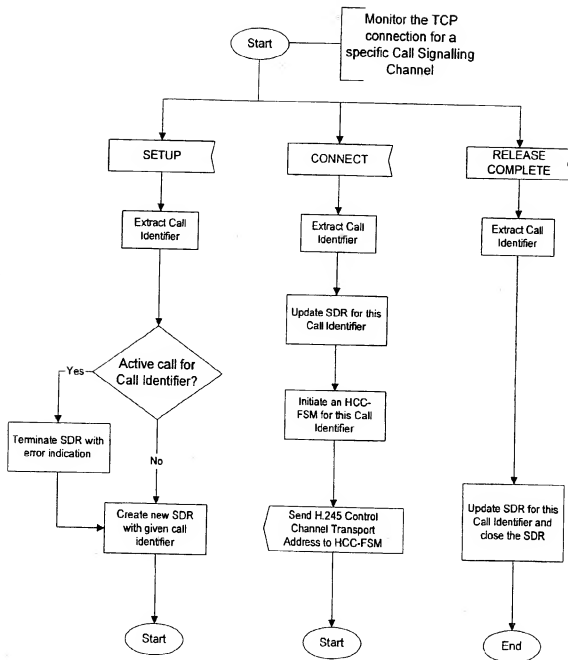 Start
Monitor the TCP
connection for a
specific Call Signalling
Channel
SETUP
Extract Call
Identifier
Active call for
Call Identifier?
Yes
Terminate SDR with
error indication
No
Create new SDR
with given call
identifier
Start
CONNECT
Extract Call
Identifier
Update SDR for this
Call Identifier
Initiate an HCC-
FSM for this Call
Identifier
Send H.245 Control
Channel Transport
Address to HCC-FSM
Start
RELEASE
COMPLETE
Extract Call
Identifier
Update SDR for this
Call Identifier and
close the SDR
End